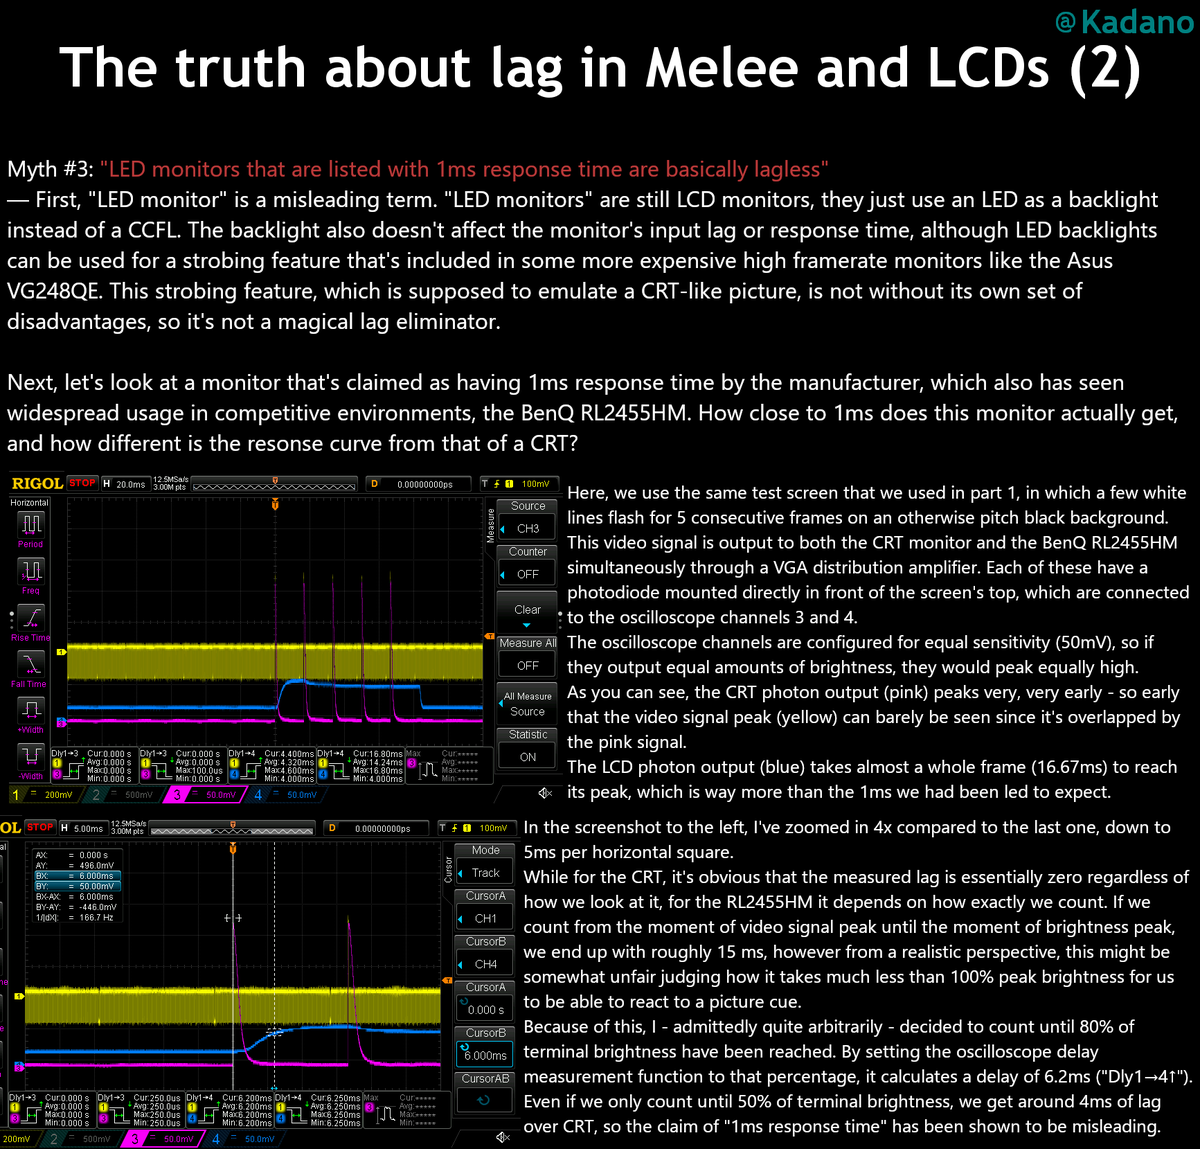 @Kadano
The truth about lag in Melee and LCDs (2)
Myth #3: "LED monitors that are listed with 1ms response time are basically lagless"
— First, "LED monitor" is a misleading term. "LED monitors" are still LCD monitors, they just use an LED as a backlight
instead of a CCFL. The backlight also doesn't affect the monitor's input lag or response time, although LED backlights
can be used for a strobing feature that's included in some more expensive high framerate monitors like the Asus
VG248QE. This strobing feature, which is supposed to emulate a CRT-like picture, is not without its own set of
disadvantages, so it's not a magical lag eliminator.
Next, let's look at a monitor that's claimed as having 1ms response time by the manufacturer, which also has seen
widespread usage in competitive environments, the BenQ RL2455HM. How close to 1ms does this monitor actually get,
and how different is the resonse curve from that of a CRT?
RIGOL STOP H 20.0ms 12.5MSa/s 3.00M pts D 0.00000000ps T 1 100mV
Horizontal
Period
Freq
Rise Time
Fall Time
+Width
-Width
Measure
Source
CH3
Counter
OFF
Clear
Measure All
OFF
All Measure
Source
Statistic
ON
Dly1→3 Cur:0.000 s Avg:0.000 s Max:0.000 s Min:0.000 s
Dly1→3 Cur:0.000 s Avg:0.000 s Max:100.0us Min:0.000 s
Dly1→4 Cur:4.400ms Avg:4.320ms Max:4.600ms Min:4.000ms
Dly1→4 Cur:16.80ms Avg:14.24ms Max:16.80ms Min:4.000ms
Max Cur:***** Avg:***** Max:***** Min:*****
1 = 200mV 2 = 500mV 3 = 50.0mV 4 = 50.0mV
Here, we use the same test screen that we used in part 1, in which a few white
lines flash for 5 consecutive frames on an otherwise pitch black background.
This video signal is output to both the CRT monitor and the BenQ RL2455HM
simultaneously through a VGA distribution amplifier. Each of these have a
photodiode mounted directly in front of the screen's top, which are connected
to the oscilloscope channels 3 and 4.
The oscilloscope channels are configured for equal sensitivity (50mV), so if
they output equal amounts of brightness, they would peak equally high.
As you can see, the CRT photon output (pink) peaks very, very early - so early
that the video signal peak (yellow) can barely be seen since it's overlapped by
the pink signal.
The LCD photon output (blue) takes almost a whole frame (16.67ms) to reach
its peak, which is way more than the 1ms we had been led to expect.
OL STOP H 5.00ms 12.5MSa/s 3.00M pts D 0.00000000ps T 1 100mV
AX: = 0.000 s
AY: = 496.0mV
BX: = 6.000ms
BY: = 50.00mV
BX-AX: = 6.000ms
BY-AY: = -446.0mV
1/|dX|: = 166.7 Hz
Cursor
Mode
Track
CursorA
CH1
CursorB
CH4
CursorA
0.000 s
CursorB
6.000ms
CursorAB
Dly1→3 Cur:0.000 s Avg:0.000 s Max:0.000 s Min:0.000 s
Dly1→3 Cur:250.0us Avg:250.0us Max:250.0us Min:250.0us
Dly1→4 Cur:6.200ms Avg:6.200ms Max:6.200ms Min:6.200ms
Dly1→4 Cur:6.250ms Avg:6.250ms Max:6.250ms Min:6.250ms
Max Cur:***** Avg:***** Max:***** Min:*****
200mV 2 = 500mV 3 = 50.0mV 4 = 50.0mV
In the screenshot to the left, I've zoomed in 4x compared to the last one, down to
5ms per horizontal square.
While for the CRT, it's obvious that the measured lag is essentially zero regardless of
how we look at it, for the RL2455HM it depends on how exactly we count. If we
count from the moment of video signal peak until the moment of brightness peak,
we end up with roughly 15 ms, however from a realistic perspective, this might be
somewhat unfair judging how it takes much less than 100% peak brightness for us
to be able to react to a picture cue.
Because of this, I - admittedly quite arbitrarily - decided to count until 80% of
terminal brightness have been reached. By setting the oscilloscope delay
measurement function to that percentage, it calculates a delay of 6.2ms ("Dly1→4↑").
Even if we only count until 50% of terminal brightness, we get around 4ms of lag
over CRT, so the claim of "1ms response time" has been shown to be misleading.